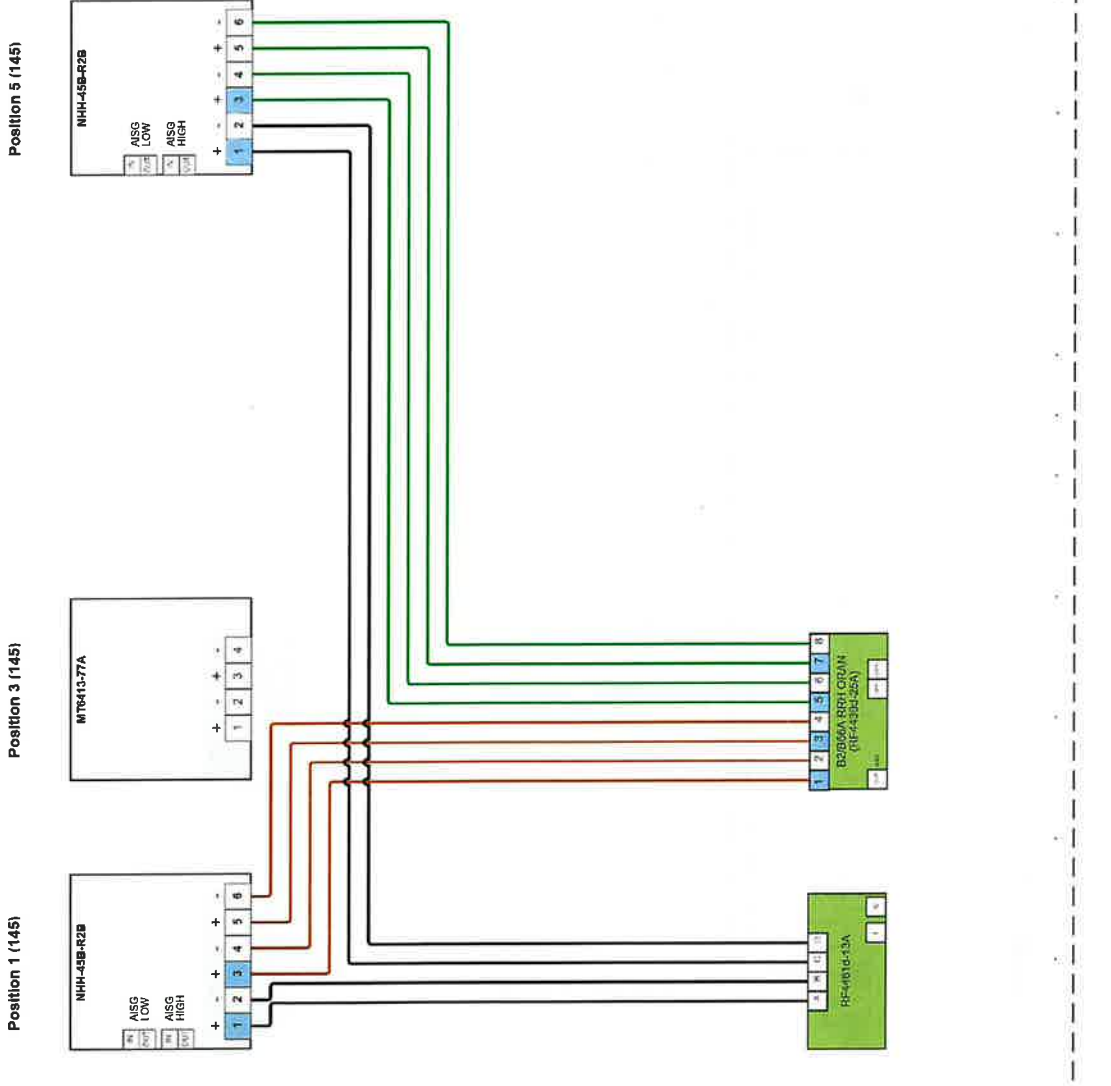 Position 5 (145)
NHH-45B-R2B
AISG
LOW
AISG
HIGH
IN
OUT
IN
OUT
+ - + - + -
1 2 3 4 5 6
Position 3 (145)
MT6413-77A
+ - + -
1 2 3 4
Position 1 (145)
NHH-45B-R2B
AISG
LOW
AISG
HIGH
IN
OUT
IN
OUT
+ - + - + -
1 2 3 4 5 6
1 2 3 4 5 6 7 8
B2/B66A RRH ORAN
A B C D
RF4461d-13A